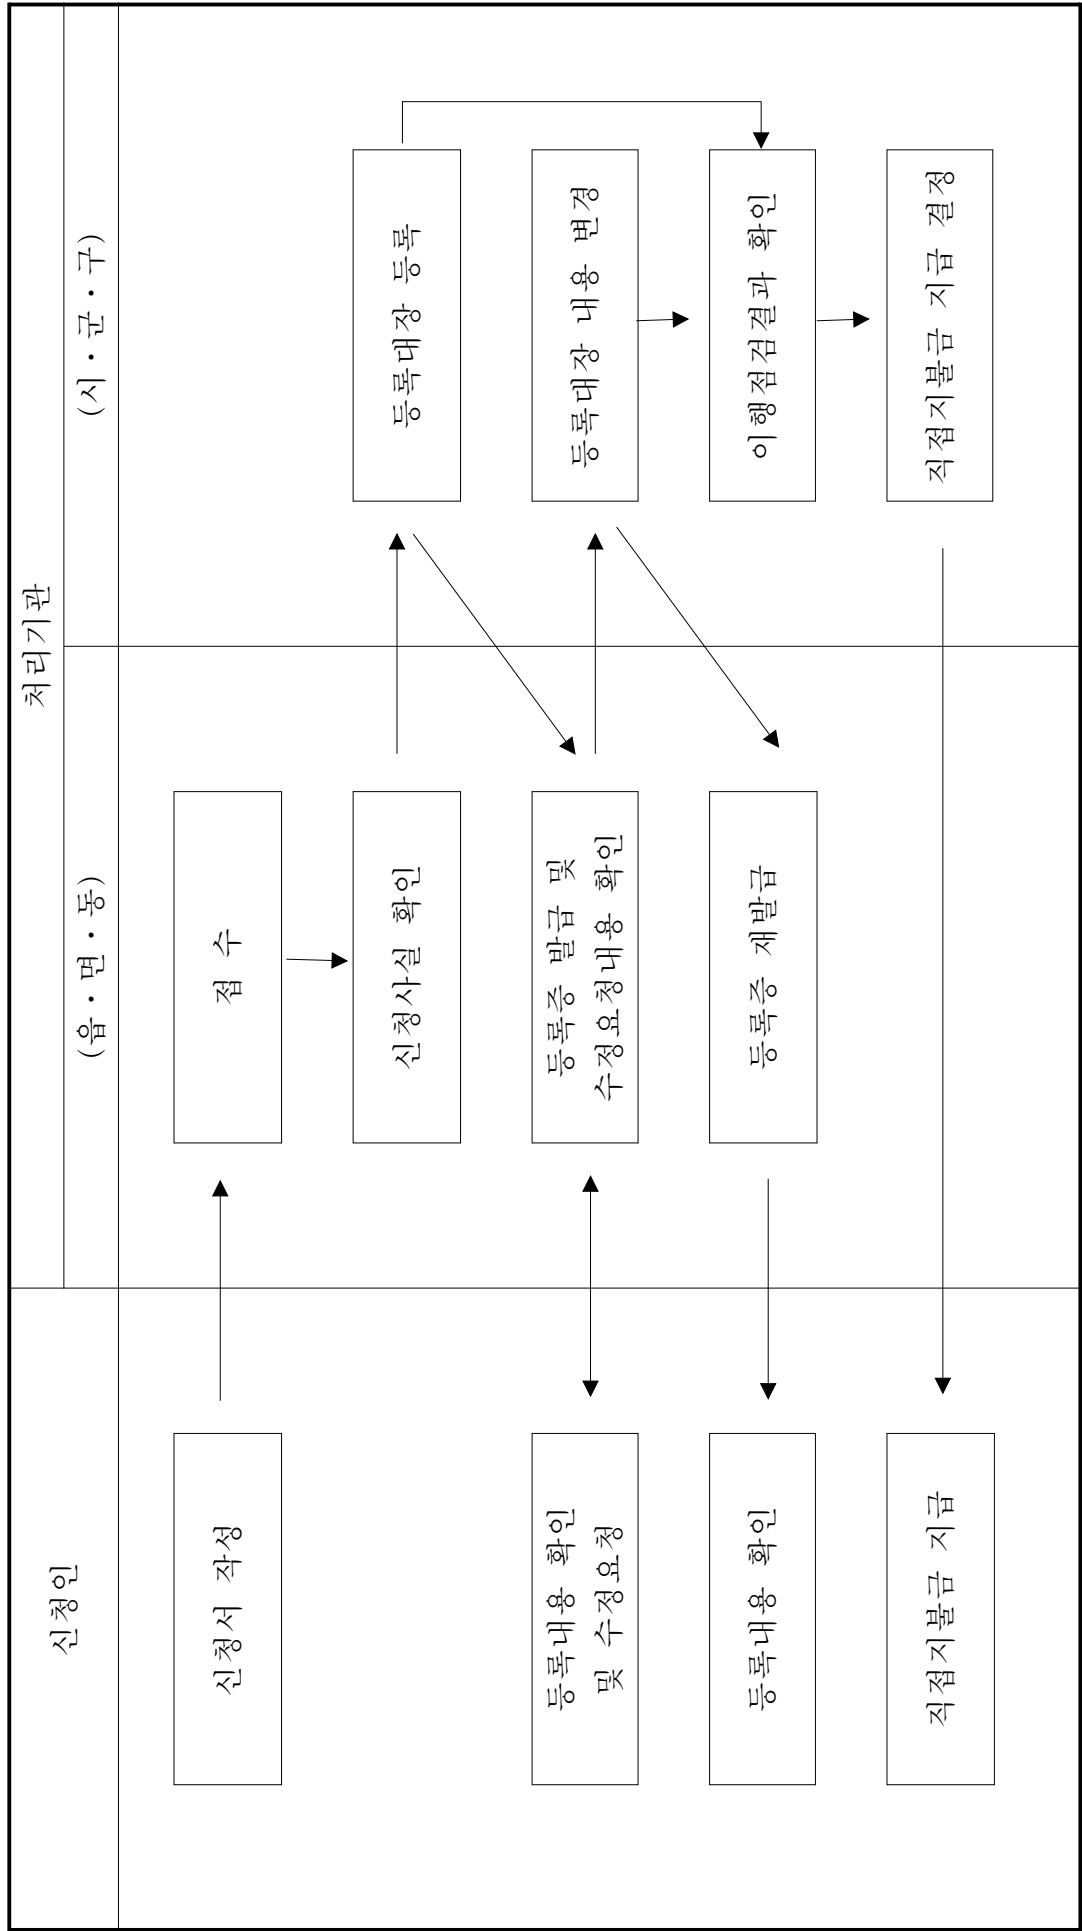 신청인
처리기관
(읍·면·동)
(시·군·구)
신청서 작성
접 수
신청사실 확인
등록대장 등록
등록내용 확인
및 수정요청
등록증 발급 및
수정요청내용 확인
등록대장 내용 변경
등록내용 확인
등록증 재발급
이행점검결과 확인
직접지불금 지급
직접지불금 지급 결정